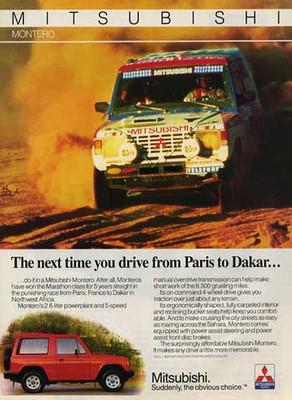 MITSUBISHI
MONTERO
MITSUBISHI
MITSUBISHI
The next time you drive from Paris to Dakar...
...do it in a Mitsubishi Montero. After all, Monteros
have won the Marathon class for 5 years straight in
the punishing race from Paris, France to Dakar in
Northwest Africa.
Montero's 2.6-liter powerplant and 5-speed
manual overdrive transmission can help make
short work of the 8,500 grueling miles.
Its on-command 4-wheel drive gives you
traction over just about any terrain.
Its ergonomically shaped, fully carpeted interior
and reclining bucket seats help keep you comfort-
able. And to make cruising the city streets as easy
as roaring across the Sahara, Montero comes
equipped with power assist steering and power
assist front disc brakes.
The surprisingly affordable Mitsubishi Montero.
It makes any drive a little more memorable.
Mitsubishi.
Suddenly, the obvious choice.™
MITSUBISHI